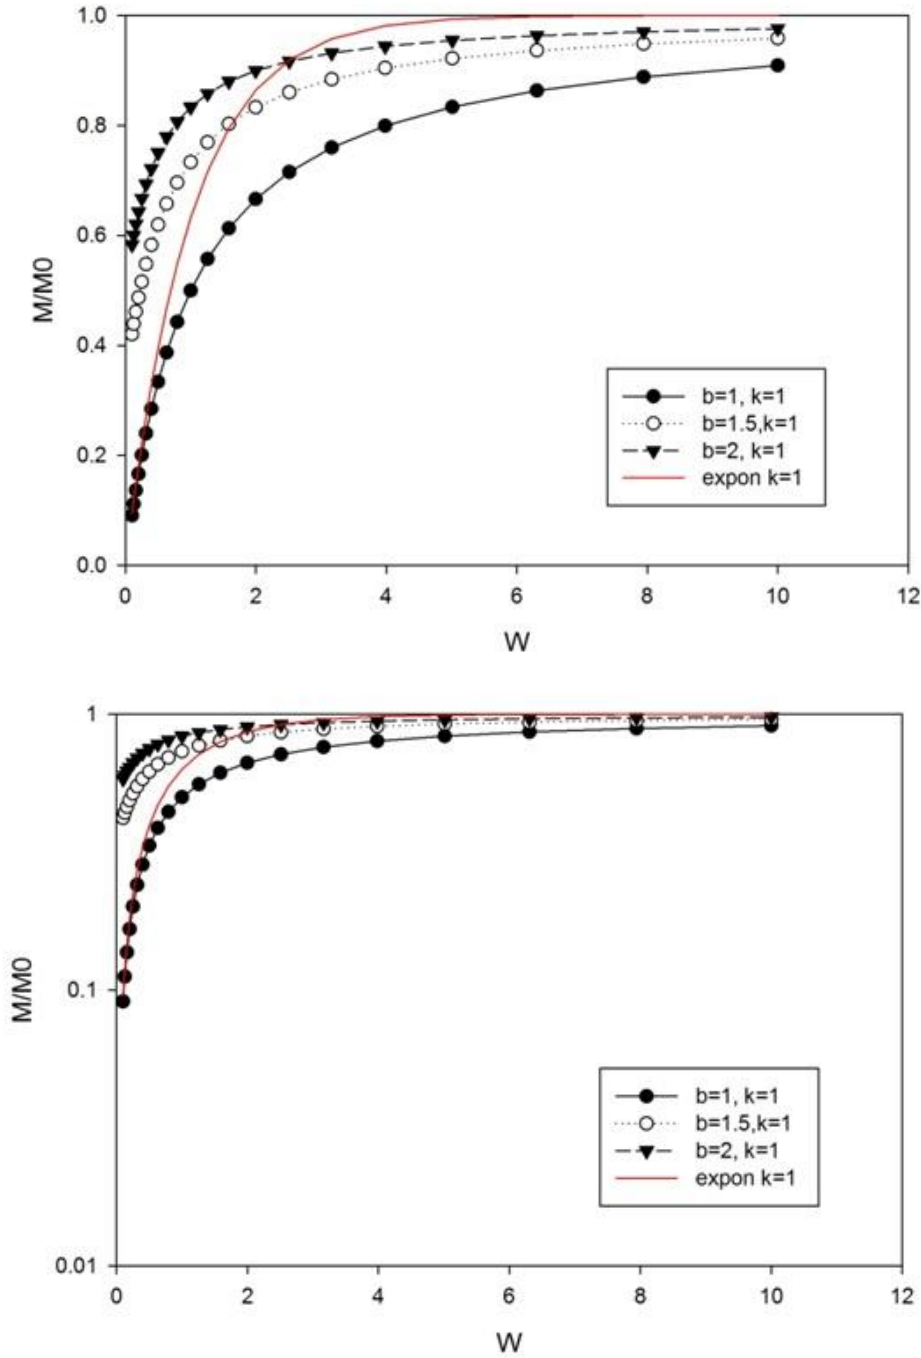 1.0
0.8
0.6
0.4
0.2
0.0
M/M0
0 2 4 6 8 10 12
W
b=1, k=1
b=1.5,k=1
b=2, k=1
expon k=1
1
0.1
0.01
M/M0
0 2 4 6 8 10 12
W
b=1, k=1
b=1.5,k=1
b=2, k=1
expon k=1